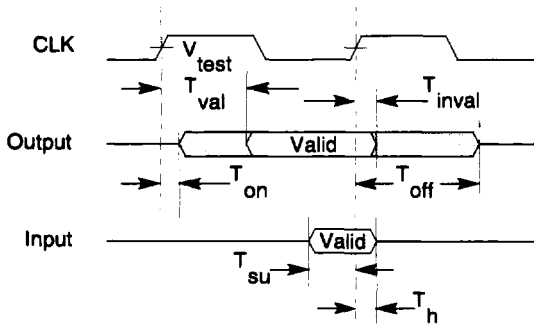 CLK
V test
T val
T inval
Output
Valid
T on
T off
Input
Valid
T su
T h